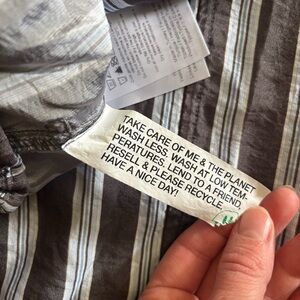 TAKE CARE OF ME & THE PLANET
WASH LESS. WASH AT LOW TEM-
PERATURES. LEND TO A FRIEND.
RESELL & PLEASE RECYCLE.
HAVE A NICE DAY!